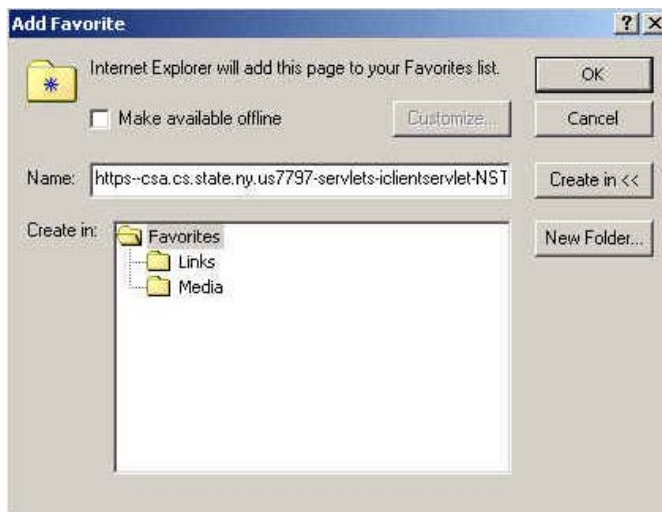 Add Favorite
Internet Explorer will add this page to your Favorites list.
OK
Make available offline
Customize...
Cancel
Name:
https--csa.cs.state.ny.us7797-servlets-iclientservlet-NST
Create in <<
Create in:
Favorites
New Folder...
Links
Media